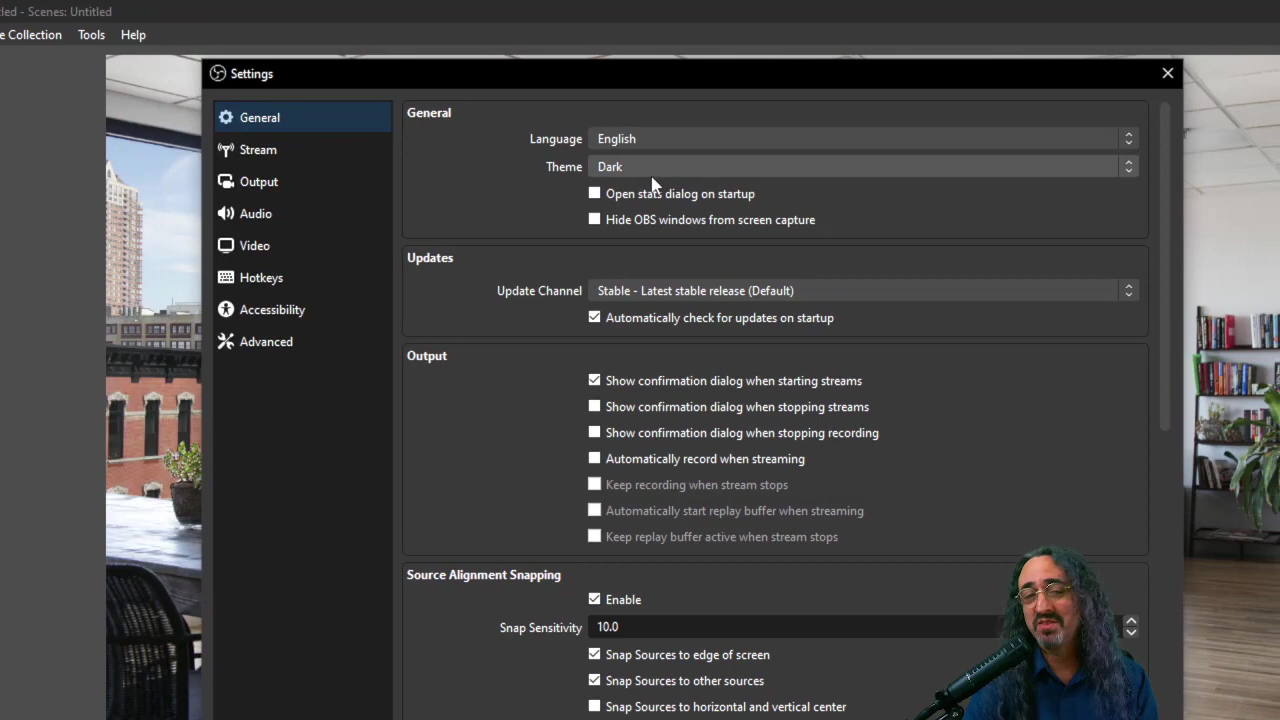 tled - Scenes: Untitled
e Collection Tools Help
Settings
General
Stream
Output
Audio
Video
Hotkeys
Accessibility
Advanced
General
Language English
Theme Dark
Open stats dialog on startup
Hide OBS windows from screen capture
Updates
Update Channel Stable - Latest stable release (Default)
Automatically check for updates on startup
Output
Show confirmation dialog when starting streams
Show confirmation dialog when stopping streams
Show confirmation dialog when stopping recording
Automatically record when streaming
Keep recording when stream stops
Automatically start replay buffer when streaming
Keep replay buffer active when stream stops
Source Alignment Snapping
Enable
Snap Sensitivity 10.0
Snap Sources to edge of screen
Snap Sources to other sources
Snap Sources to horizontal and vertical center